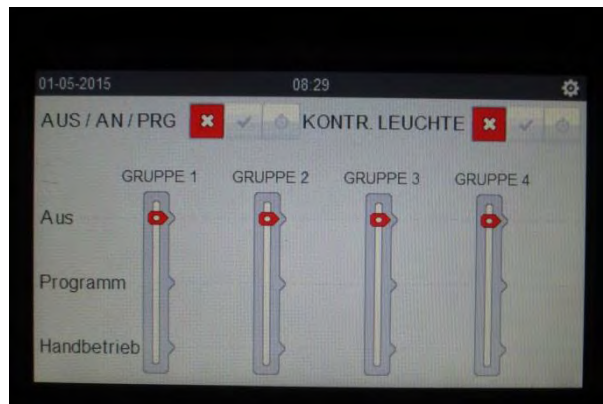 01-05-2015 08:29
AUS / AN / PRG KONTR. LEUCHTE
GRUPPE 1 GRUPPE 2 GRUPPE 3 GRUPPE 4
Aus
Programm
Handbetrieb